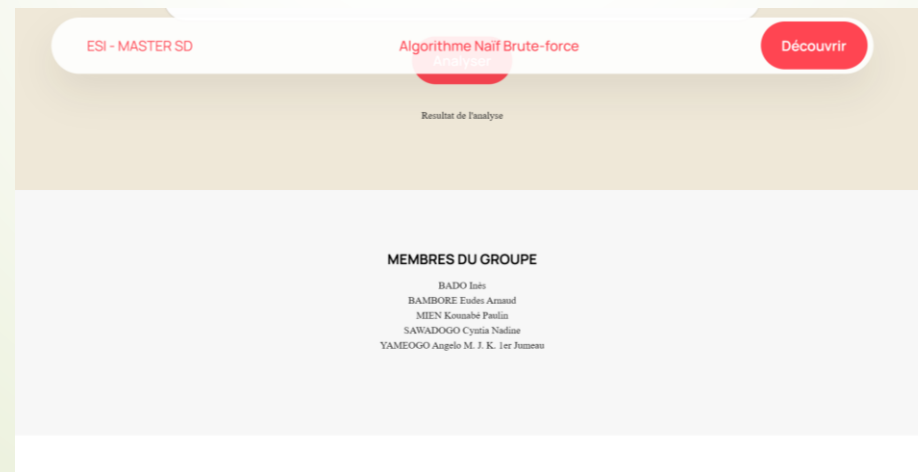 ESI - MASTER SD
Algorithme Naïf Brute-force
Découvrir
Analyser
Resultat de l'analyse
MEMBRES DU GROUPE
BADO Inès
BAMBORE Eudes Arnaud
MIEN Kounabé Paulin
SAWADOGO Cyntia Nadine
YAMEOGO Angelo M. J. K. 1er Jumeau